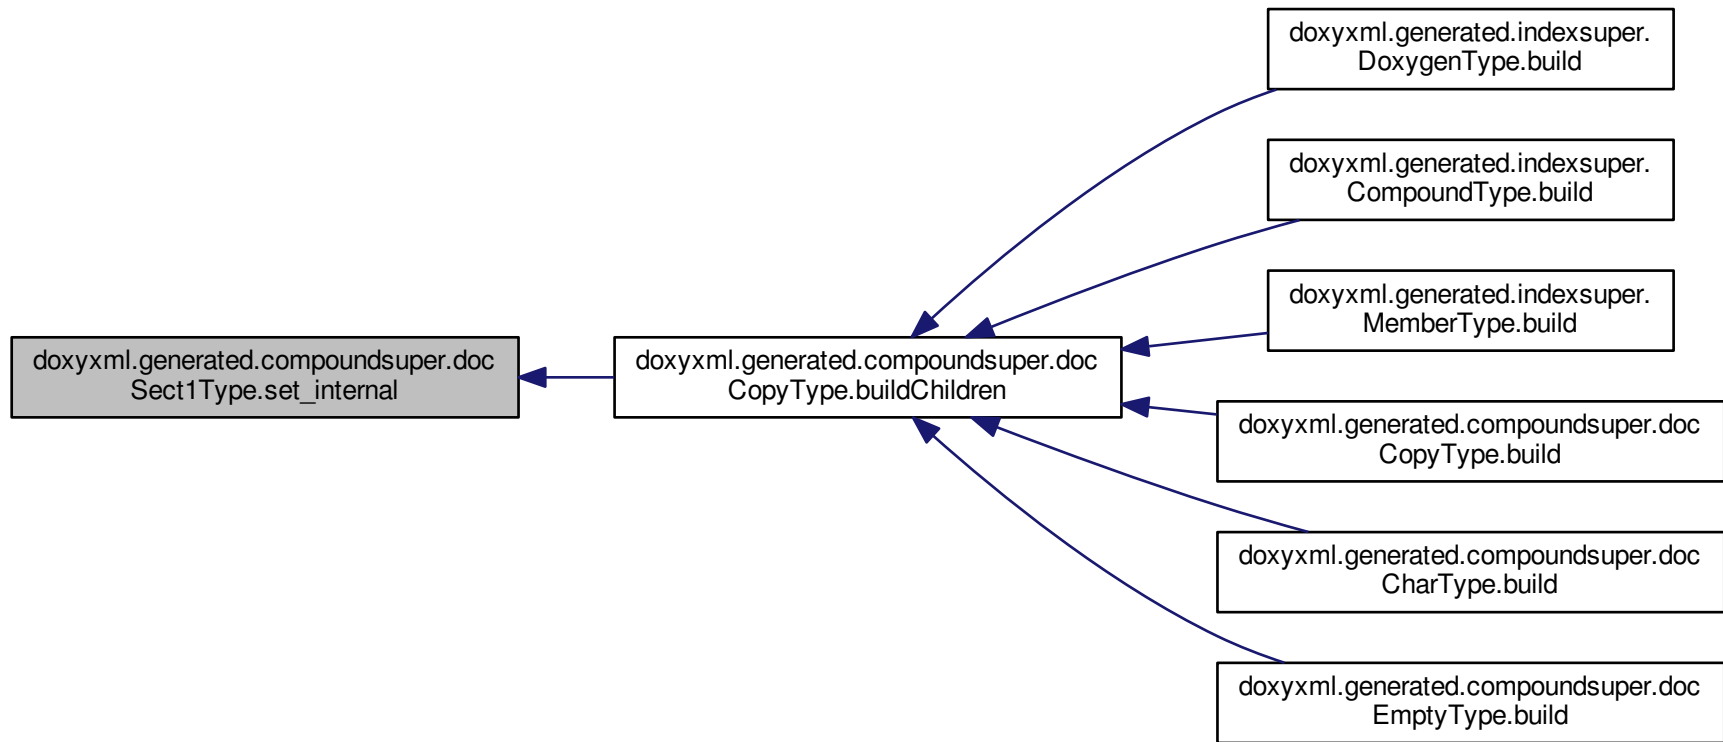 doxyxml.generated.indexsuper.
DoxygenType.build
doxyxml.generated.indexsuper.
CompoundType.build
doxyxml.generated.indexsuper.
MemberType.build
doxyxml.generated.compoundsuper.doc
Sect1Type.set_internal
doxyxml.generated.compoundsuper.doc
CopyType.buildChildren
doxyxml.generated.compoundsuper.doc
CopyType.build
doxyxml.generated.compoundsuper.doc
CharType.build
doxyxml.generated.compoundsuper.doc
EmptyType.build